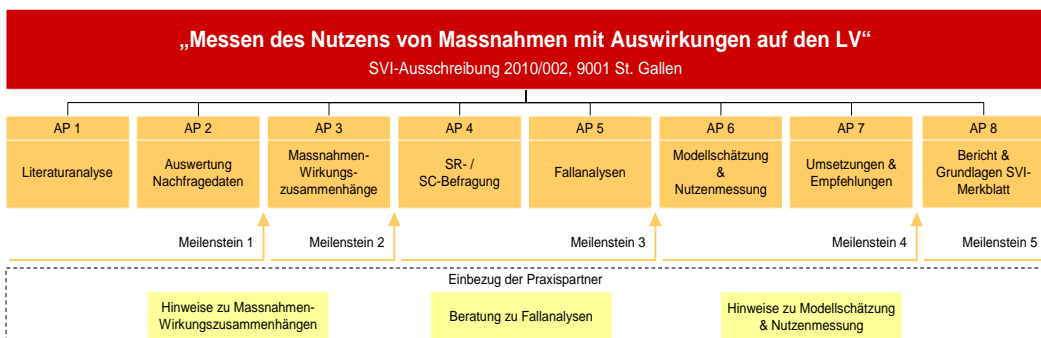 „Messen des Nutzens von Massnahmen mit Auswirkungen auf den LV“
SVI-Ausschreibung 2010/002, 9001 St. Gallen
AP 1
Literaturanalyse
AP 2
Auswertung
Nachfragedaten
AP 3
Massnahmen-
Wirkungs-
zusammenhänge
AP 4
SR- /
SC-Befragung
AP 5
Fallanalysen
AP 6
Modellschätzung
&
Nutzenmessung
AP 7
Umsetzungen &
Empfehlungen
AP 8
Bericht &
Grundlagen SVI-
Merkblatt
Meilenstein 1
Meilenstein 2
Meilenstein 3
Meilenstein 4
Meilenstein 5
Einbezug der Praxispartner
Hinweise zu Massnahmen-
Wirkungszusammenhängen
Beratung zu Fallanalysen
Hinweise zu Modellschätzung
& Nutzenmessung